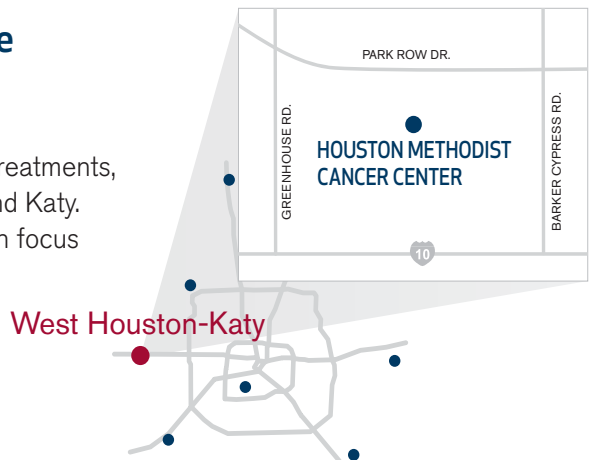 e
reatments,
nd Katy.
n focus
PARK ROW DR.
GREENHOUSE RD.
HOUSTON METHODIST
CANCER CENTER
BARKER CYPRESS RD.
10
West Houston-Katy